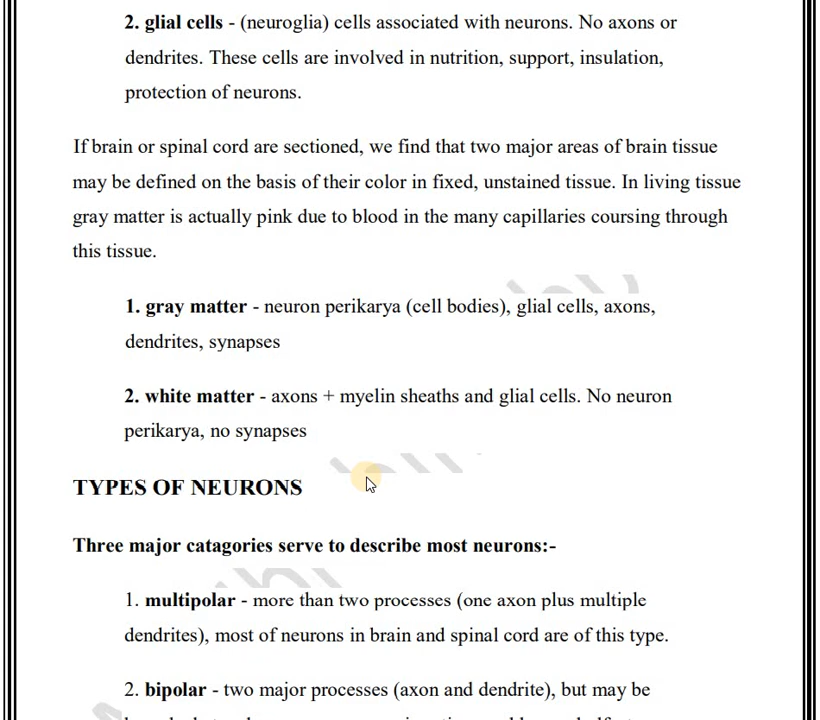 2. glial cells - (neuroglia) cells associated with neurons. No axons or
dendrites. These cells are involved in nutrition, support, insulation,
protection of neurons.
If brain or spinal cord are sectioned, we find that two major areas of brain tissue
may be defined on the basis of their color in fixed, unstained tissue. In living tissue
gray matter is actually pink due to blood in the many capillaries coursing through
this tissue.
1. gray matter - neuron perikarya (cell bodies), glial cells, axons,
dendrites, synapses
2. white matter - axons + myelin sheaths and glial cells. No neuron
perikarya, no synapses
TYPES OF NEURONS
Three major catagories serve to describe most neurons:-
1. multipolar - more than two processes (one axon plus multiple
dendrites), most of neurons in brain and spinal cord are of this type.
2. bipolar - two major processes (axon and dendrite), but may be